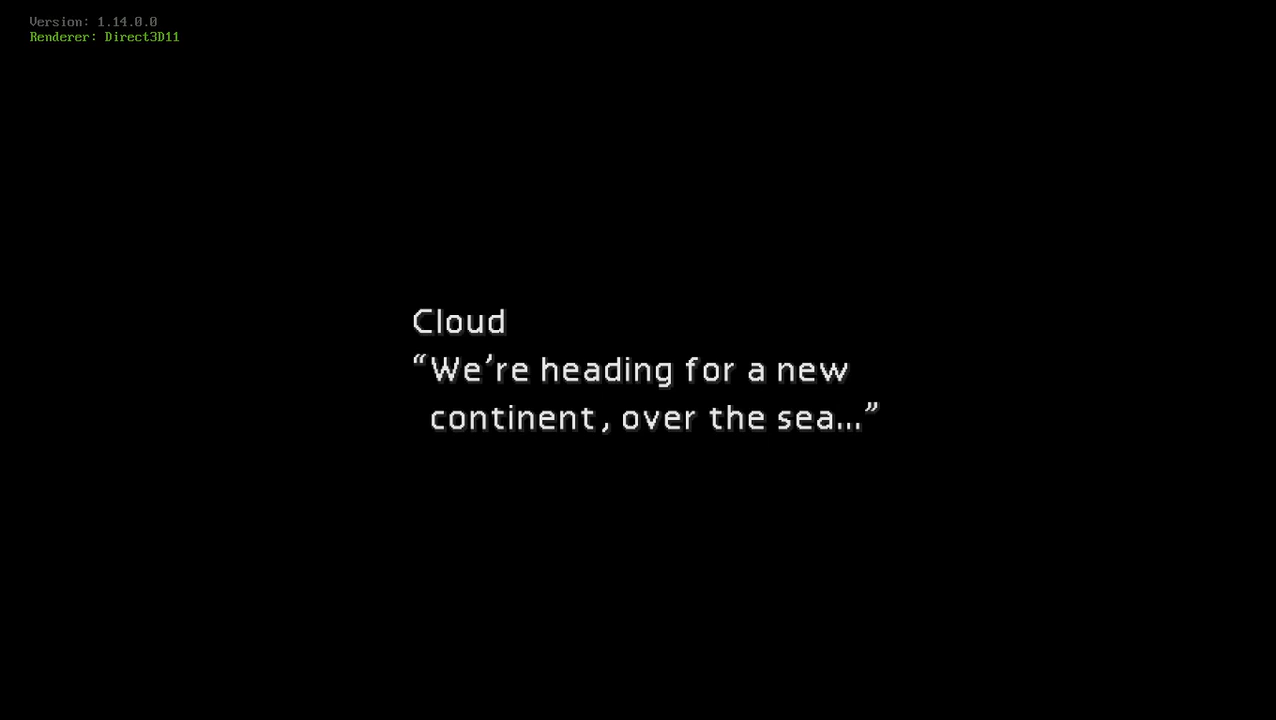 Version: 1.14.0.0
Renderer: Direct3D11
Cloud
“We’re heading for a new
continent, over the sea...”